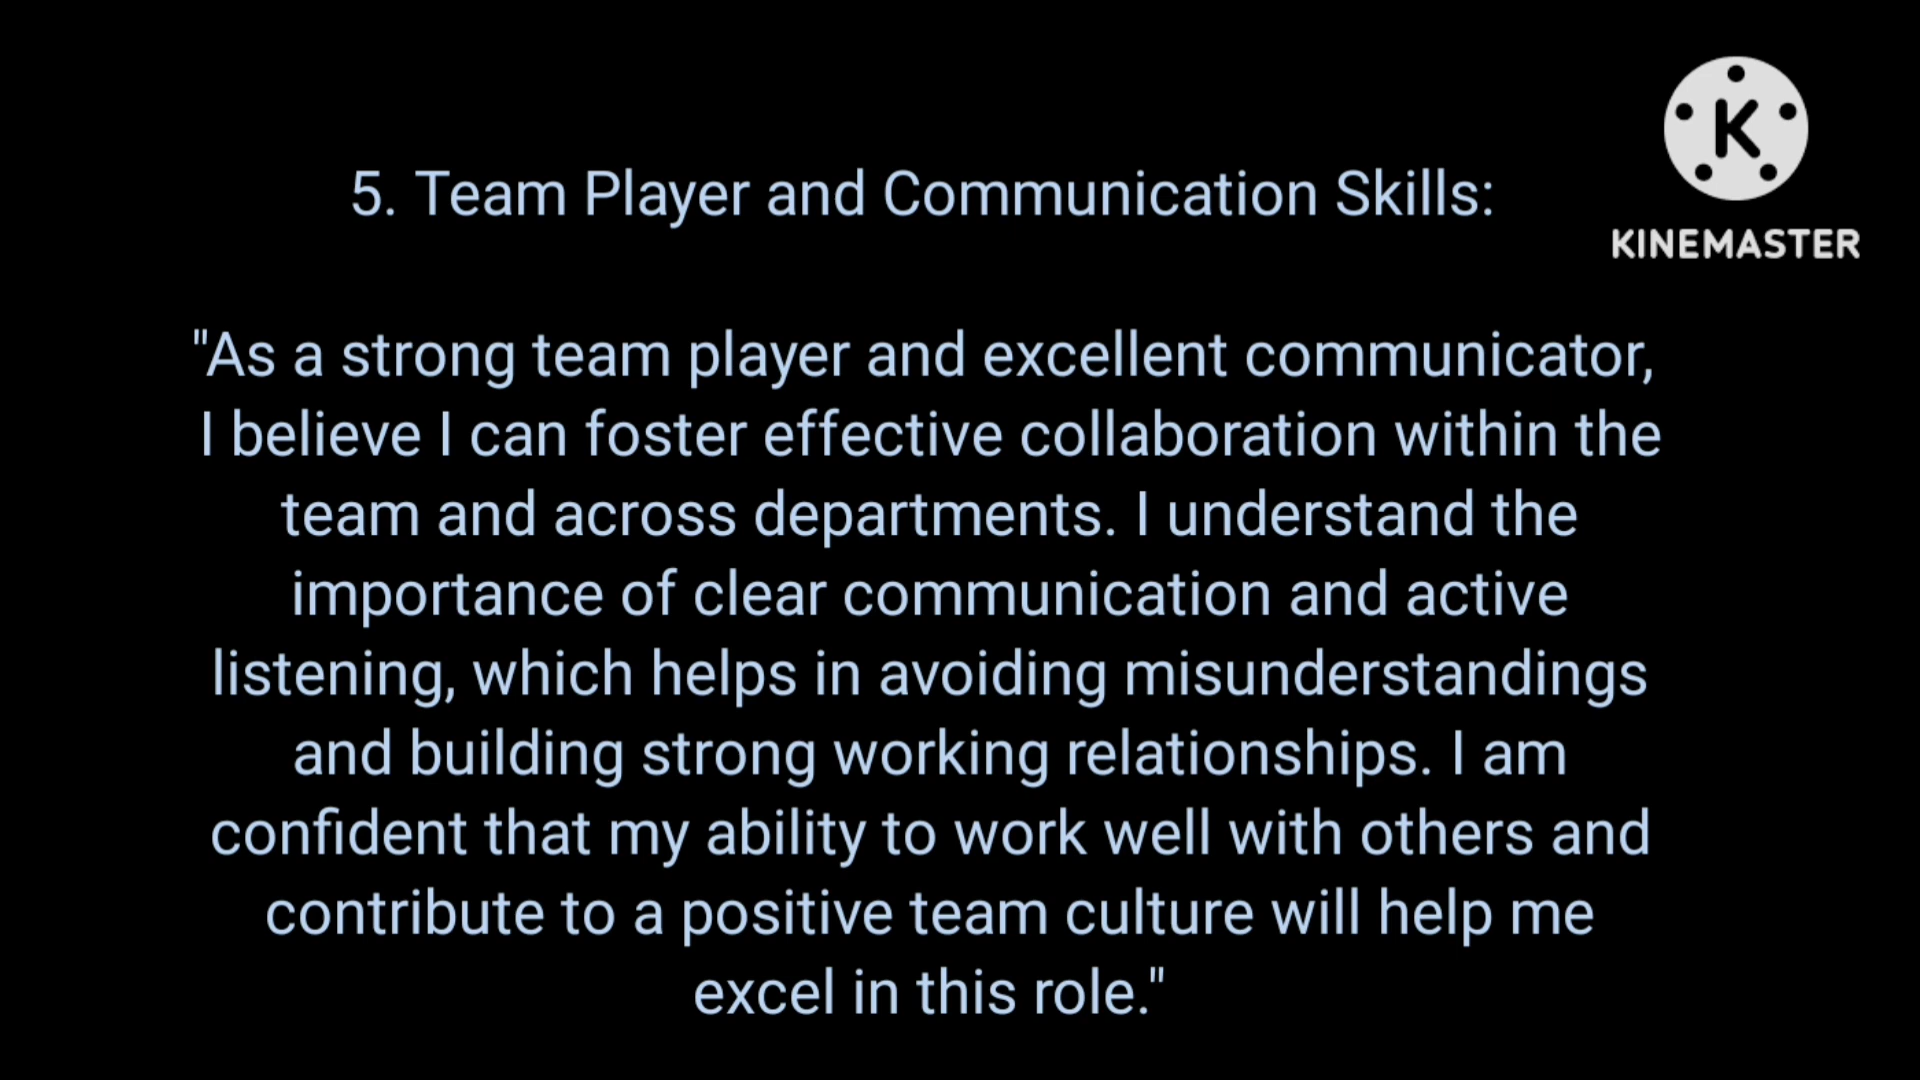 5. Team Player and Communication Skills:
K
KINEMASTER
"As a strong team player and excellent communicator,
I believe I can foster effective collaboration within the
team and across departments. I understand the
importance of clear communication and active
listening, which helps in avoiding misunderstandings
and building strong working relationships. I am
confident that my ability to work well with others and
contribute to a positive team culture will help me
excel in this role."